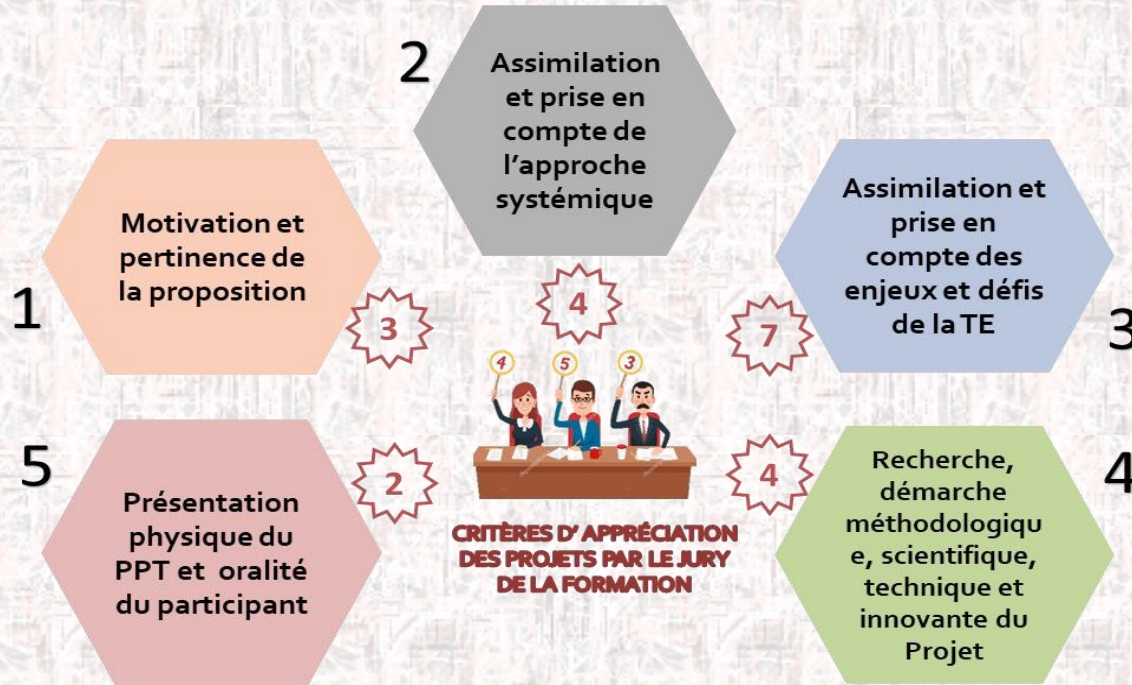 1
Motivation et
pertinence de
la proposition
3
2
Assimilation
et prise en
compte de
l'approche
systémique
4
3
Assimilation et
prise en
compte des
enjeux et défis
de la TE
7
4
Recherche,
démarche
méthodologiqu
e, scientifique,
technique et
innovante du
Projet
4
5
Présentation
physique du
PPT et oralité
du participant
2
4 5 3
CRITÈRES D'APPRÉCIATION
DES PROJETS PAR LE JURY
DE LA FORMATION